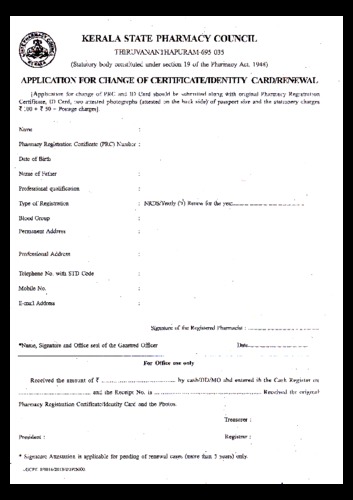 KERALA STATE PHARMACY COUNCIL
THIRUVANANTHAPURAM-695 035
(Statutory body constituted under section 19 of the Pharmacy Act, 1948)
APPLICATION FOR CHANGE OF CERTIFICATE/IDENTITY CARD/RENEWAL
[Application for change of PRC and ID Card should be submitted along with original Pharmacy Registration
Certificate, ID Card, two attested photographs (attested on the back side) of passport size and the statutory charges
₹ 100 + ₹ 50 + Postage charges].
Name :
Pharmacy Registration Certificate (PRC) Number :
Date of Birth :
Name of Father :
Professional qualification :
Type of Registration : NR/DS/Yearly (√) Renew for the year
Blood Group :
Permanent Address :
Professional Address :
Telephone No. with STD Code :
Mobile No. :
E-mail Address :
Signature of the Registered Pharmacist :
*Name, Signature and Office seal of the Gazetted Officer Date
For Office use only
Received the amount of ₹ by cash/DD/MO and entered in the Cash Register on
and the Receipt No. is Received the original
Pharmacy Registration Certificate/Identity Card and the Photos.
Treasurer :
President : Registrar :
* Signature Attestation is applicable for pending of renewal cases (more than 5 years) only.